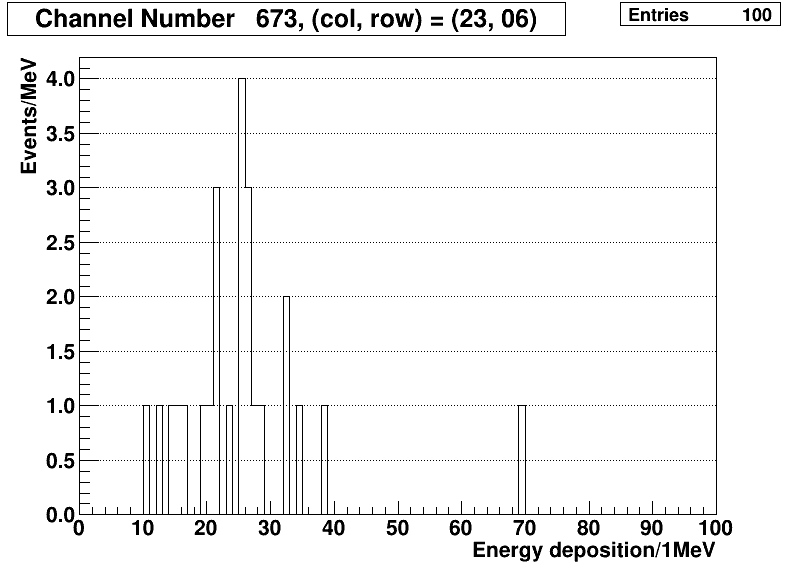 Channel Number 673, (col, row) = (23, 06)
Entries 100
Events/MeV
4.0
3.5
3.0
2.5
2.0
1.5
1.0
0.5
0.0
0 10 20 30 40 50 60 70 80 90 100
Energy deposition/1MeV